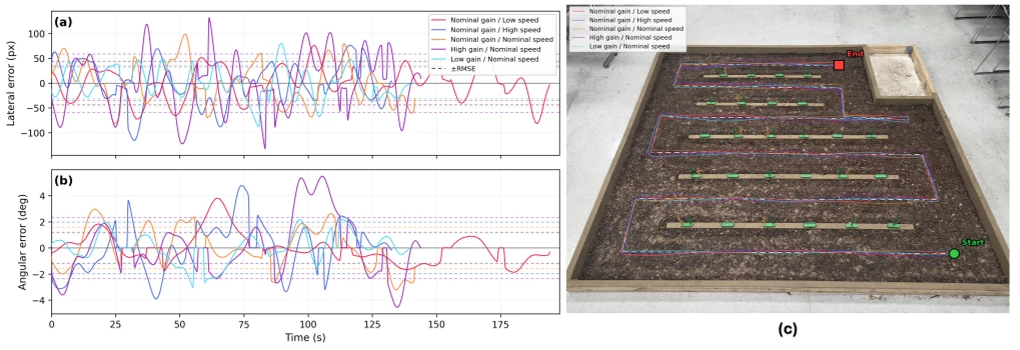 (a)
Lateral error (px)
100
50
0
−50
−100
Nominal gain / Low speed
Nominal gain / High speed
Nominal gain / Nominal speed
High gain / Nominal speed
Low gain / Nominal speed
±RMSE
(b)
Angular error (deg)
4
2
0
−2
−4
0 25 50 75 100 125 150 175
Time (s)
Nominal gain / Low speed
Nominal gain / High speed
Nominal gain / Nominal speed
High gain / Nominal speed
Low gain / Nominal speed
End
Start
(c)